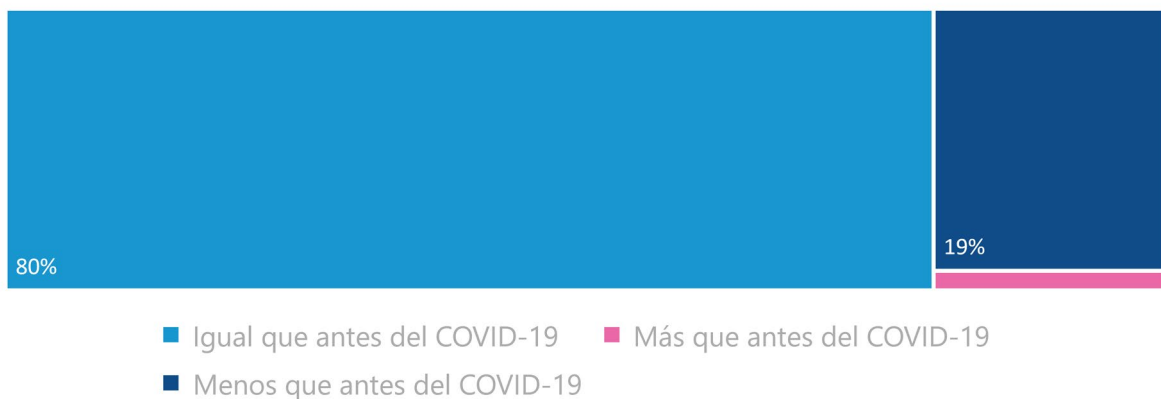 80%
19%
Igual que antes del COVID-19
Más que antes del COVID-19
Menos que antes del COVID-19